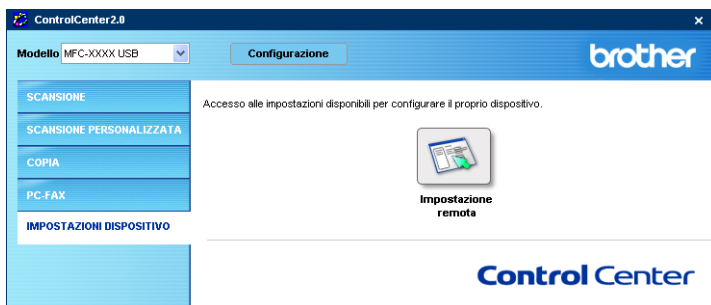 ControlCenter2.0
Modello MFC-XXXX USB Configurazione brother
SCANSIONE
Accesso alle impostazioni disponibili per configurare il proprio dispositivo.
SCANSIONE PERSONALIZZATA
COPIA
PC-FAX
Impostazione
remota
IMPOSTAZIONI DISPOSITIVO
Control Center